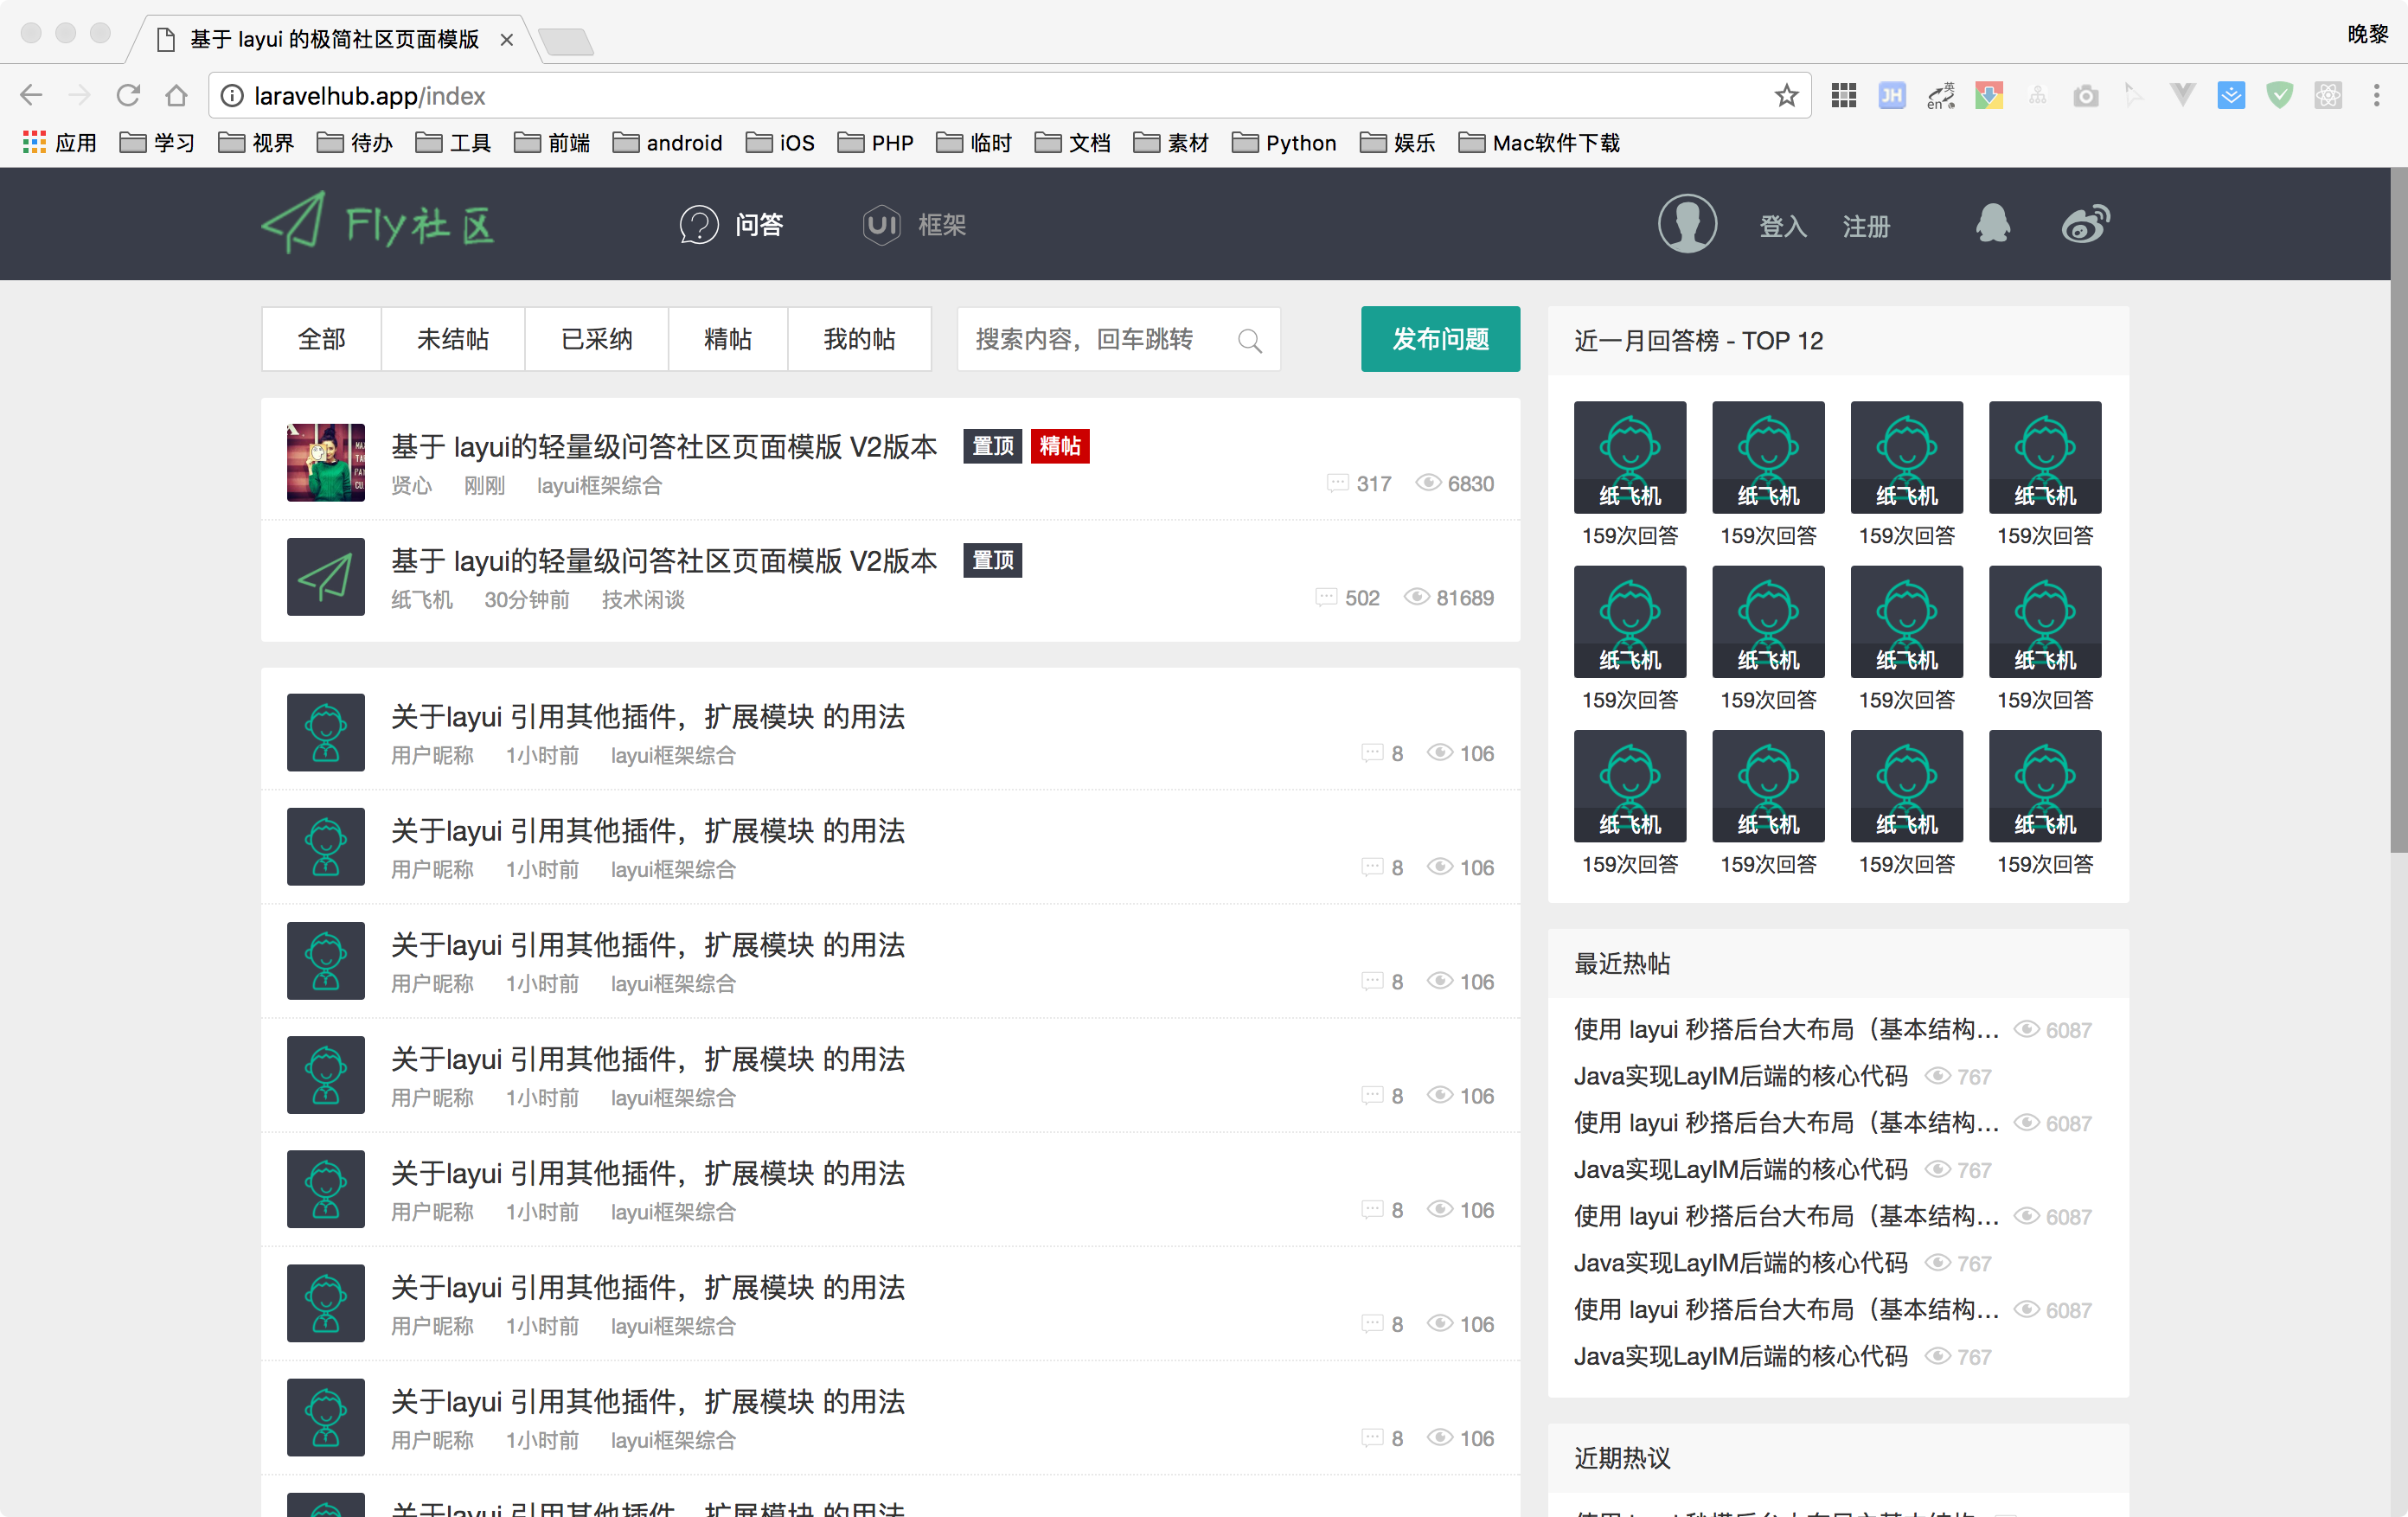 基于 layui 的极简社区页面模版
晚黎
laravelhub.app/index
JH
英
en
应用 学习 视界 待办 工具 前端 android iOS PHP 临时 文档 素材 Python 娱乐 Mac软件下载
Fly社区 问答 UI 框架 登入 注册
全部 未结帖 已采纳 精帖 我的帖 搜索内容，回车跳转 发布问题
基于 layui的轻量级问答社区页面模版 V2版本 置顶 精帖
贤心 刚刚 layui框架综合 317 6830
基于 layui的轻量级问答社区页面模版 V2版本 置顶
纸飞机 30分钟前 技术闲谈 502 81689
关于layui 引用其他插件，扩展模块 的用法
用户昵称 1小时前 layui框架综合 8 106
关于layui 引用其他插件，扩展模块 的用法
用户昵称 1小时前 layui框架综合 8 106
关于layui 引用其他插件，扩展模块 的用法
用户昵称 1小时前 layui框架综合 8 106
关于layui 引用其他插件，扩展模块 的用法
用户昵称 1小时前 layui框架综合 8 106
关于layui 引用其他插件，扩展模块 的用法
用户昵称 1小时前 layui框架综合 8 106
关于layui 引用其他插件，扩展模块 的用法
用户昵称 1小时前 layui框架综合 8 106
关于layui 引用其他插件，扩展模块 的用法
用户昵称 1小时前 layui框架综合 8 106
关于layui 引用其他插件，扩展模块 的用法
近一月回答榜 - TOP 12
纸飞机 纸飞机 纸飞机 纸飞机
159次回答 159次回答 159次回答 159次回答
纸飞机 纸飞机 纸飞机 纸飞机
159次回答 159次回答 159次回答 159次回答
纸飞机 纸飞机 纸飞机 纸飞机
159次回答 159次回答 159次回答 159次回答
最近热帖
使用 layui 秒搭后台大布局（基本结构... 6087
Java实现LayIM后端的核心代码 767
使用 layui 秒搭后台大布局（基本结构... 6087
Java实现LayIM后端的核心代码 767
使用 layui 秒搭后台大布局（基本结构... 6087
Java实现LayIM后端的核心代码 767
使用 layui 秒搭后台大布局（基本结构... 6087
Java实现LayIM后端的核心代码 767
近期热议